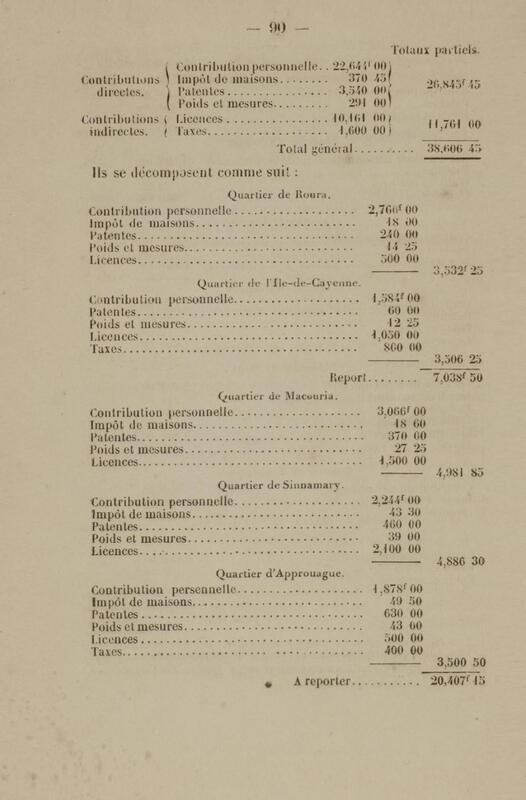 — 90 —
Totaux partiels.
Contributions directes. Contribution personnelle.. 22,644f 00
Impôt de maisons........ 370 45
Patentes............. 3,540 00 26,845f 45
Poids et mesures........ 291 00
Contributions indirectes. Licences................. 10,161 00
Taxes.................. 1,600 00 11,761 00
Total général........... 38,606 45
Ils se décomposent comme suit :
Quartier de Roura.
Contribution personnelle.................... 2,760f 00
Impôt de maisons........................... 18 00
Patentes.................................... 240 00
Poids et mesures............................ 14 25
Licences.................................... 500 00
3,532f 25
Quartier de l'Ile-de-Cayenne.
Contribution personnelle.................... 1,584f 00
Patentes.................................... 60 00
Poids et mesures............................ 12 25
Licences.................................... 1,050 00
Taxes....................................... 800 00
3,506 25
Report........ 7,038f 50
Quartier de Macouria.
Contribution personnelle.................... 3,066f 00
Impôt de maisons........................... 18 60
Patentes.................................... 370 00
Poids et mesures............................ 27 25
Licences.................................... 1,500 00
4,981 85
Quartier de Sinnamary.
Contribution personnelle.................... 2,244f 00
Impôt de maisons........................... 43 30
Patentes.................................... 460 00
Poids et mesures............................ 39 00
Licences.................................... 2,100 00
4,886 30
Quartier d'Approuague.
Contribution personnelle.................... 1,878f 00
Impôt de maisons........................... 49 50
Patentes.................................... 630 00
Poids et mesures............................ 43 00
Licences.................................... 500 00
Taxes....................................... 400 00
3,500 50
A reporter........... 20,407f 15